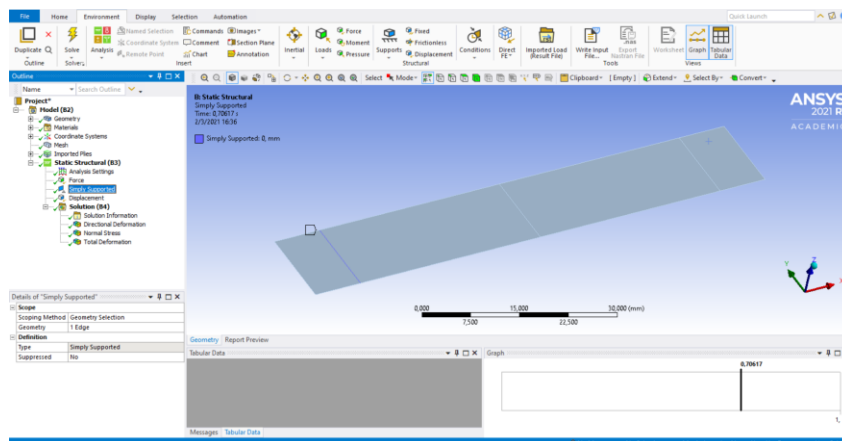 File Home Environment Display Selection Automation Quick Launch
Duplicate Solve Analysis Named Selection Commands Images Inertial Loads Force Supports Fixed Conditions Direct FE Imported Load (Result File) Write Input File... Export Nastran File Worksheet Graph Tabular Data
Coordinate System Comment Section Plane Moment Frictionless
Remote Point Chart Annotation Pressure Displacement
Outline Solver Insert Structural Tools Views
Outline
Name Search Outline
Select Mode Clipboard [ Empty ] Extend Select By Convert
Project*
Model (B2)
Geometry
Materials
Coordinate Systems
Mesh
Imported Plies
Static Structural (B3)
Analysis Settings
Force
Simply Supported
Displacement
Solution (B4)
Solution Information
Directional Deformation
Normal Stress
Total Deformation
B: Static Structural
Simply Supported
Time: 0,70617 s
2/3/2021 16:36
Simply Supported: 0, mm
ANSYS
2021 R
ACADEMIC
0,000 15,000 30,000 (mm)
7,500 22,500
Y Z X
Details of "Simply Supported"
Scope
Scoping Method Geometry Selection
Geometry 1 Edge
Definition
Type Simply Supported
Suppressed No
Geometry Report Preview
Tabular Data
Graph
0,70617
1,
Messages Tabular Data